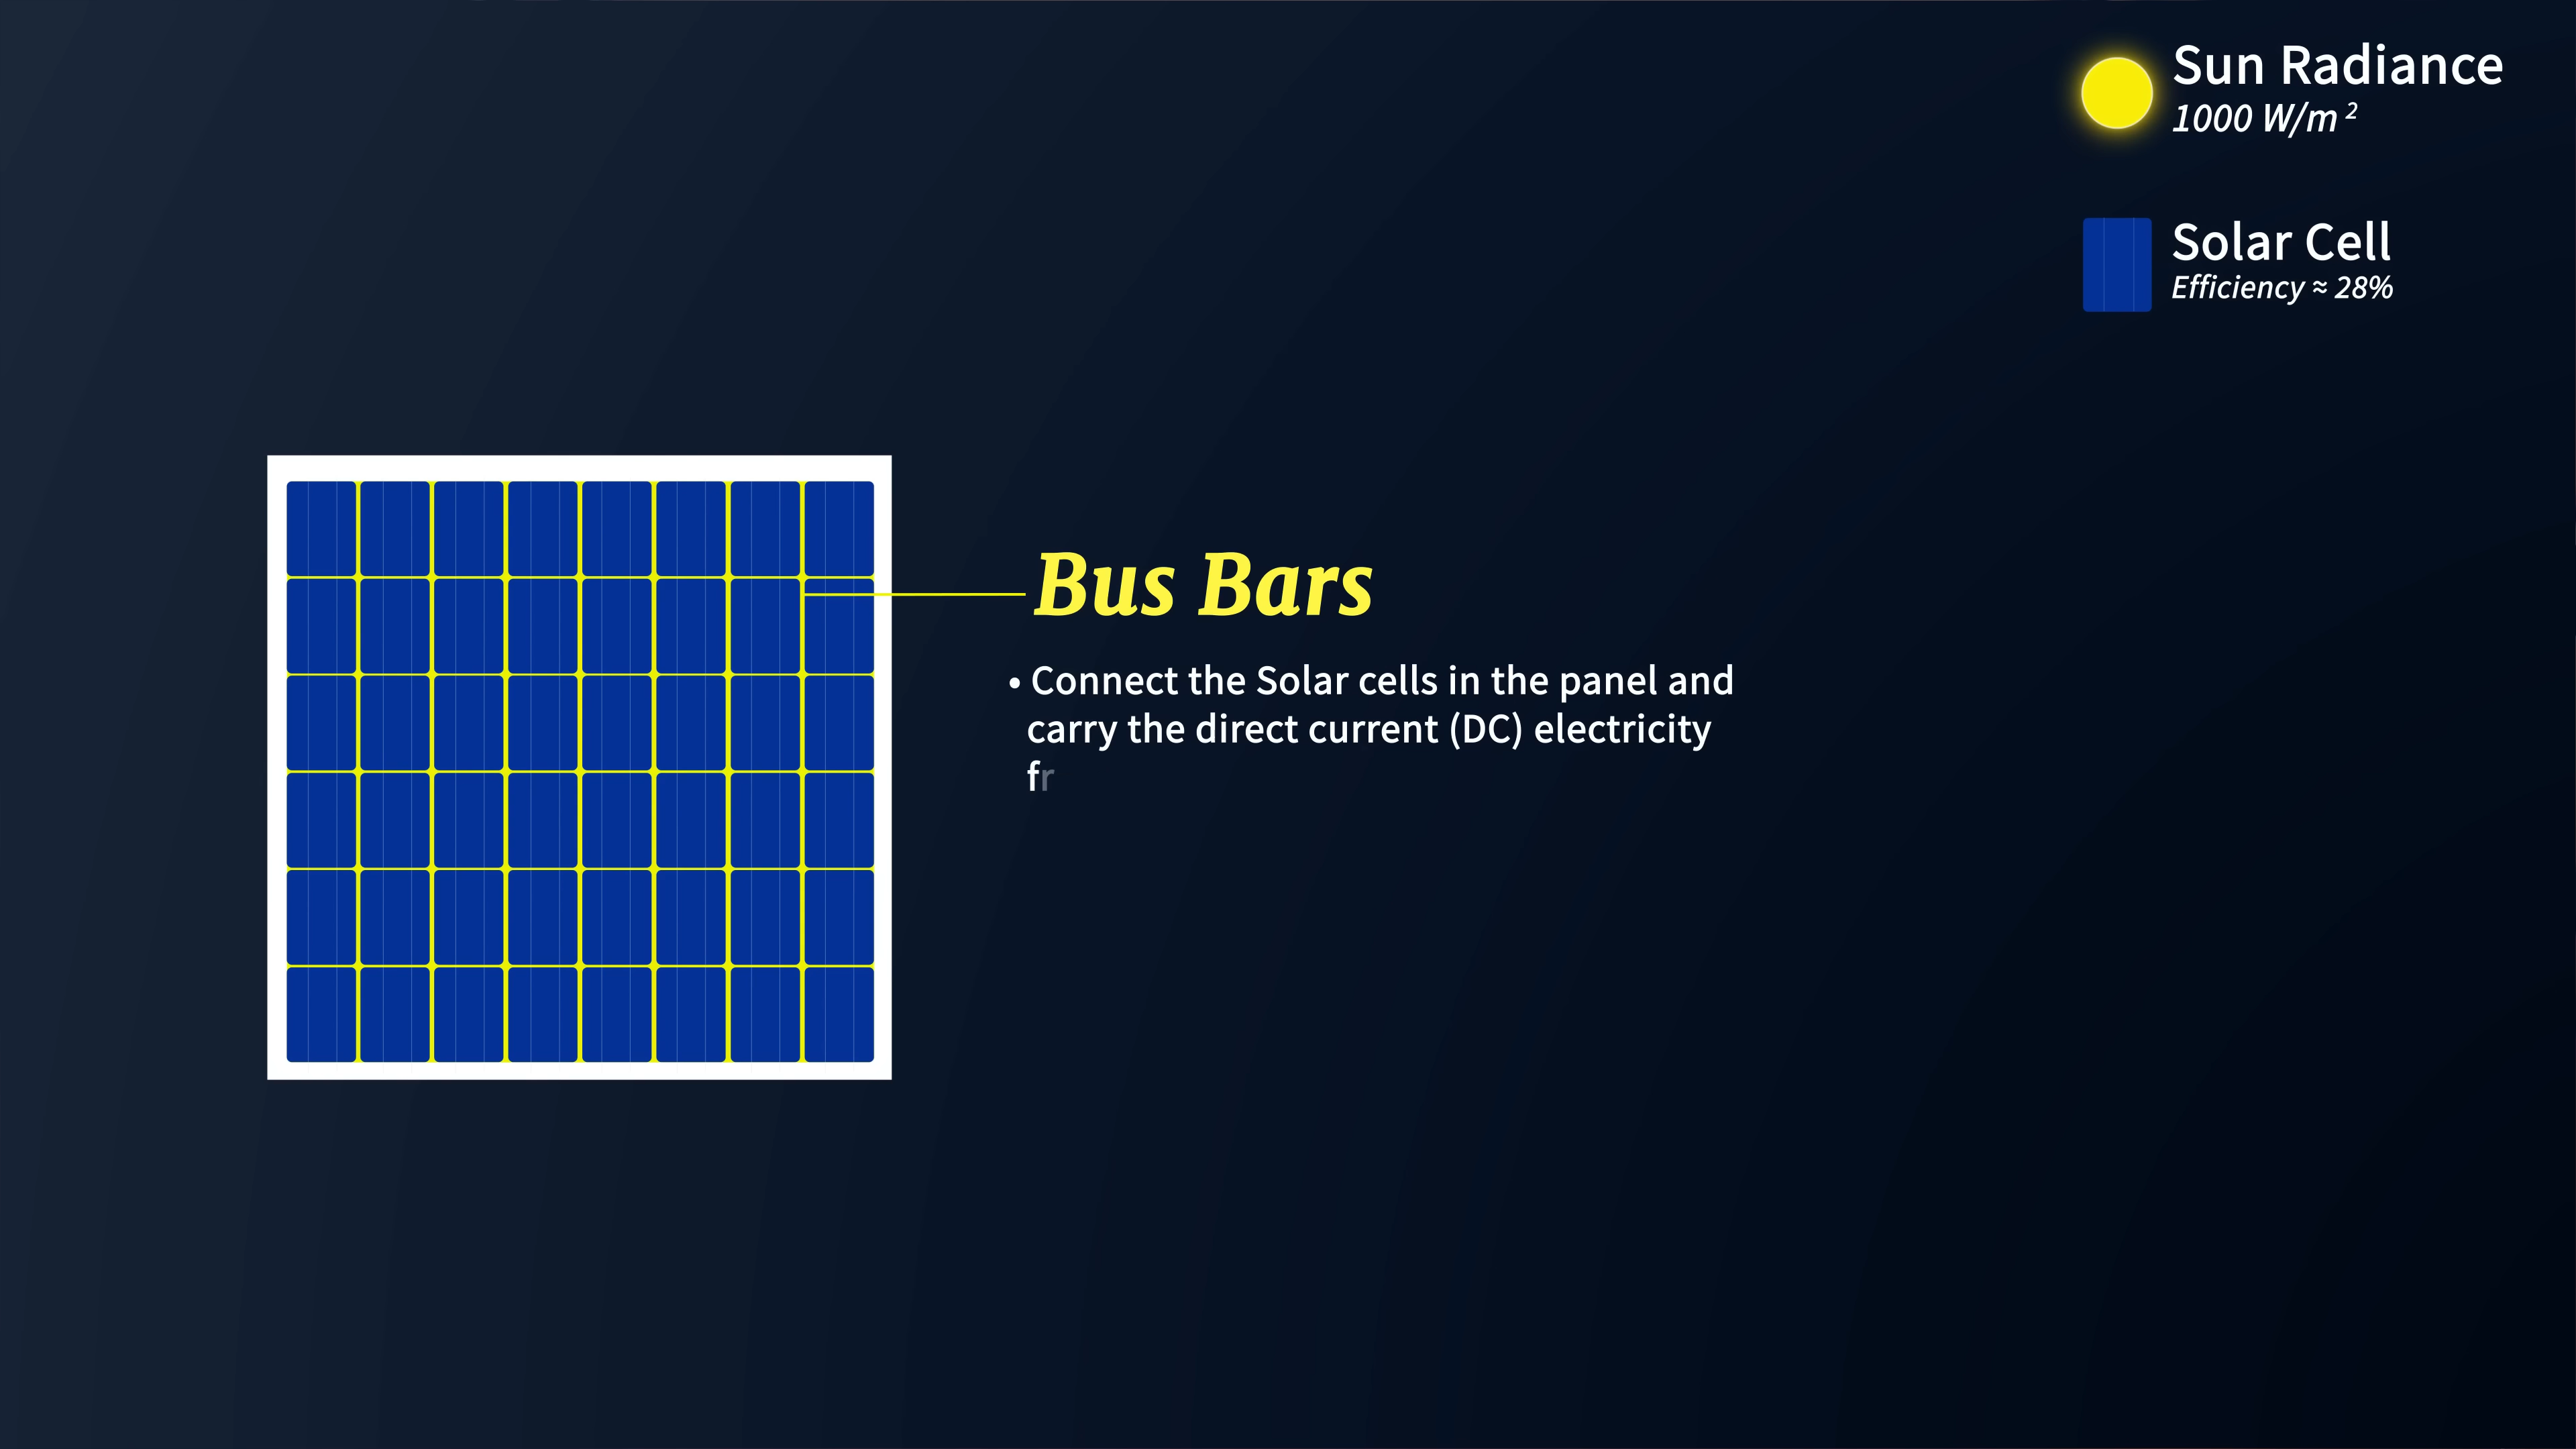 Sun Radiance
1000 W/m²
Solar Cell
Efficiency ≈ 28%
Bus Bars
• Connect the Solar cells in the panel and
carry the direct current (DC) electricity
fr